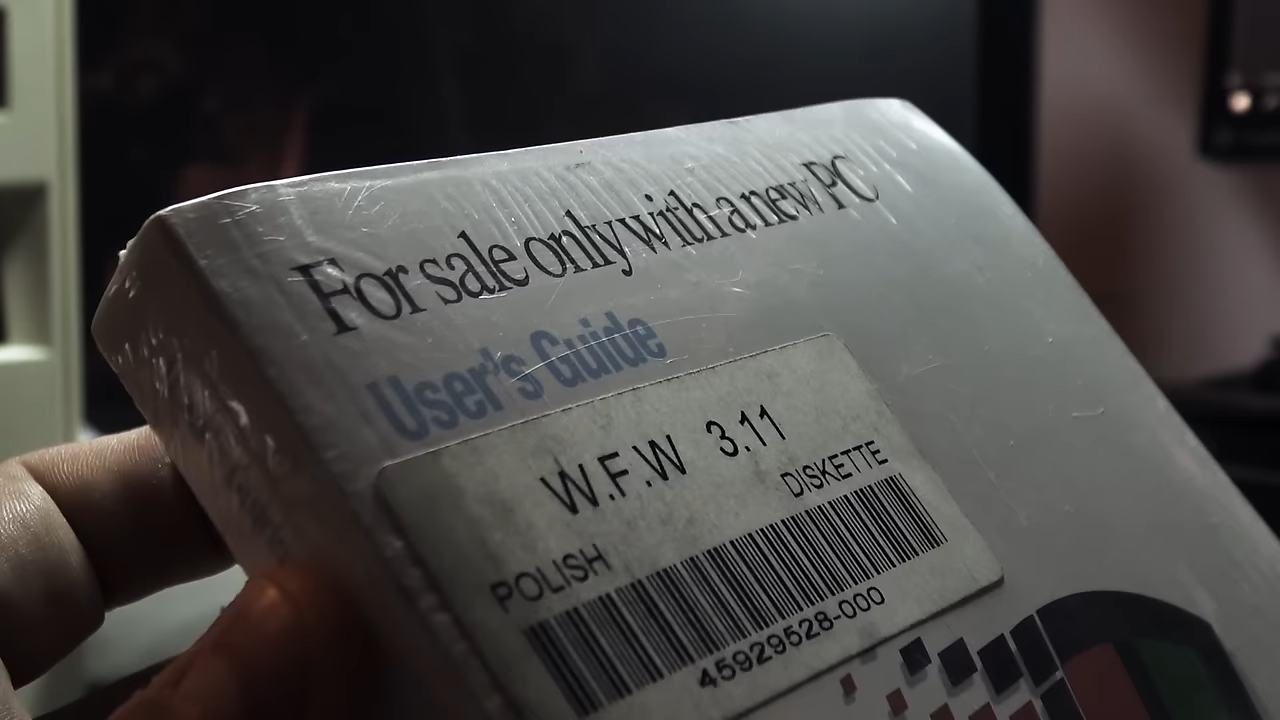 For sale only with a new PC
User's Guide
W.F.W 3.11
DISKETTE
POLISH
45929528-000